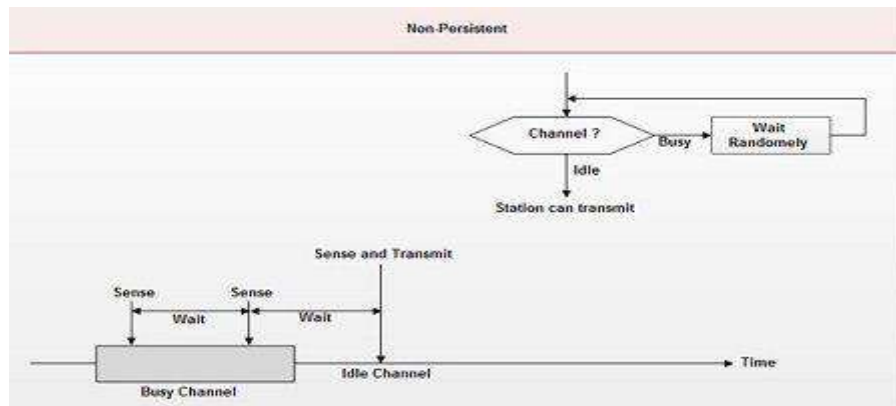 Non-Persistent
Channel ?
Busy
Wait
Randomely
Idle
Station can transmit
Sense and Transmit
Sense
Sense
Wait
Wait
Time
Idle Channel
Busy Channel